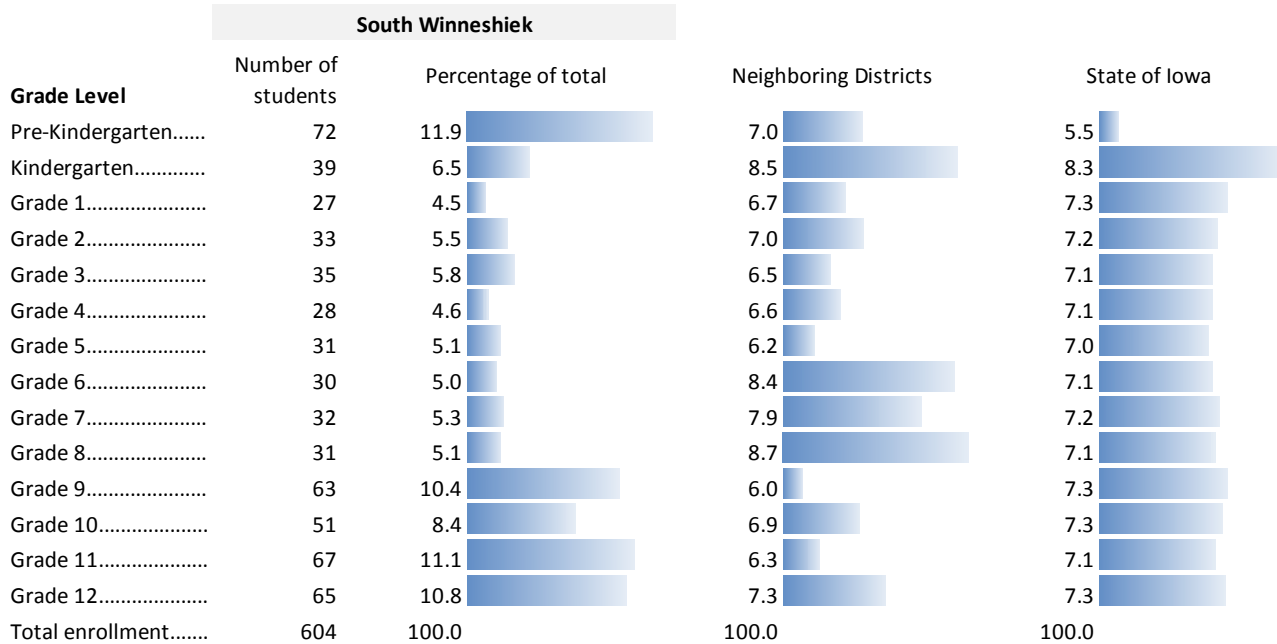 South Winneshiek
Number of students Percentage of total Neighboring Districts State of Iowa
Grade Level
Pre-Kindergarten...... 72 11.9 7.0 5.5
Kindergarten............. 39 6.5 8.5 8.3
Grade 1...................... 27 4.5 6.7 7.3
Grade 2...................... 33 5.5 7.0 7.2
Grade 3...................... 35 5.8 6.5 7.1
Grade 4...................... 28 4.6 6.6 7.1
Grade 5...................... 31 5.1 6.2 7.0
Grade 6...................... 30 5.0 8.4 7.1
Grade 7...................... 32 5.3 7.9 7.2
Grade 8...................... 31 5.1 8.7 7.1
Grade 9...................... 63 10.4 6.0 7.3
Grade 10.................... 51 8.4 6.9 7.3
Grade 11.................... 67 11.1 6.3 7.1
Grade 12.................... 65 10.8 7.3 7.3
Total enrollment....... 604 100.0 100.0 100.0